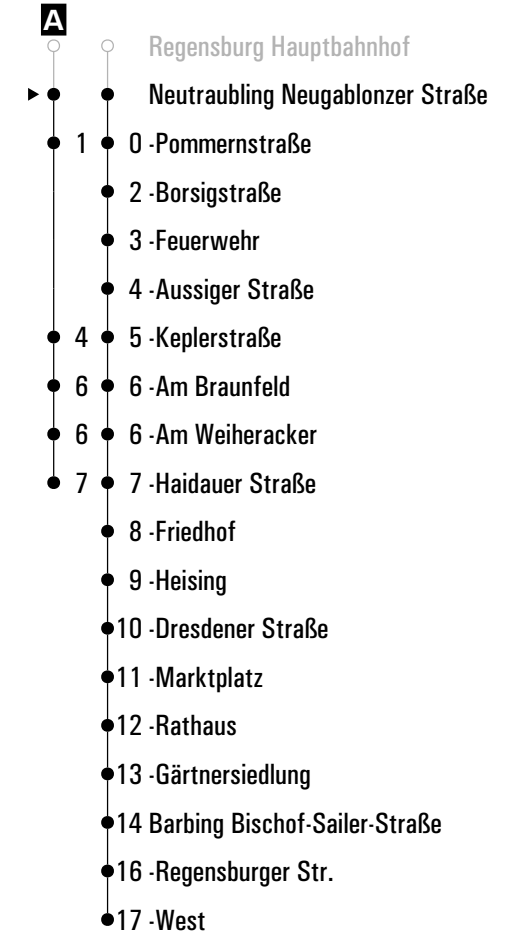 A
Regensburg Hauptbahnhof
Neutraubling Neugablonzer Straße
1 0 -Pommernstraße
2 -Borsigstraße
3 -Feuerwehr
4 -Aussiger Straße
4 5 -Keplerstraße
6 6 -Am Braunfeld
6 6 -Am Weiheracker
7 7 -Haidauer Straße
8 -Friedhof
9 -Heising
10 -Dresdener Straße
11 -Marktplatz
12 -Rathaus
13 -Gärtnersiedlung
14 Barbing Bischof-Sailer-Straße
16 -Regensburger Str.
17 -West